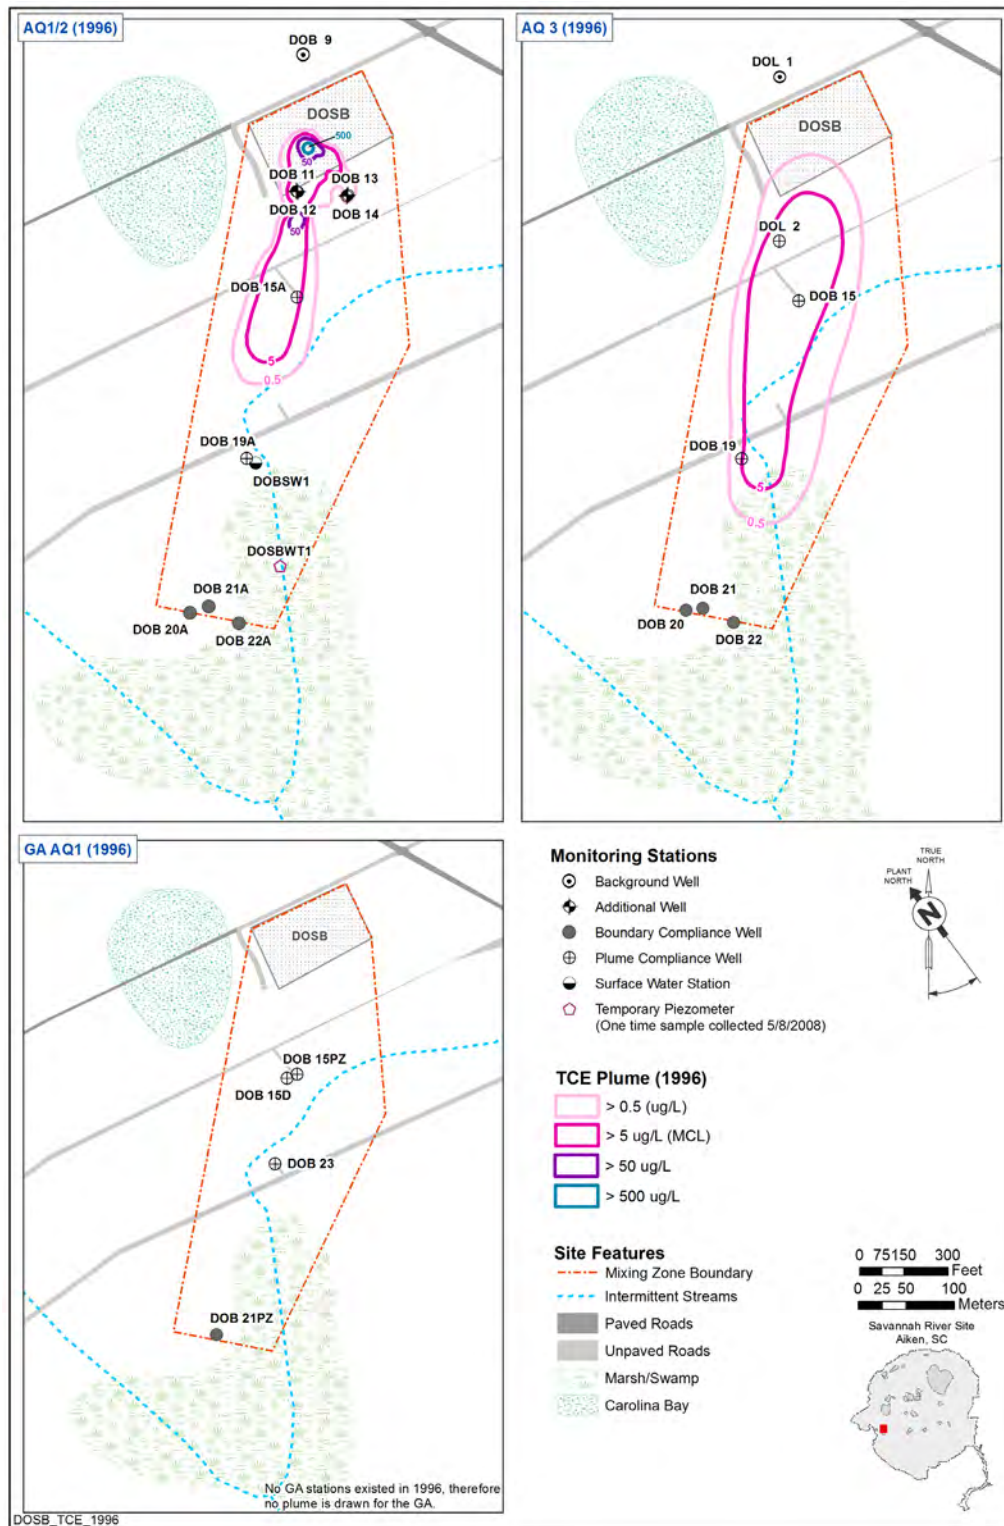 AQ1/2 (1996)
DOB 9
DOSB
500
50
DOB 11
DOB 13
DOB 12
DOB 14
50
DOB 15A
5
0.5
DOB 19A
DOBSW1
DOSBWT1
DOB 21A
DOB 20A
DOB 22A
AQ 3 (1996)
DOL 1
DOSB
DOL 2
DOB 15
DOB 19
5
0.5
DOB 21
DOB 20
DOB 22
GA AQ1 (1996)
DOSB
DOB 15PZ
DOB 15D
DOB 23
DOB 21PZ
No GA stations existed in 1996, therefore
no plume is drawn for the GA.
Monitoring Stations
Background Well
Additional Well
Boundary Compliance Well
Plume Compliance Well
Surface Water Station
Temporary Piezometer
(One time sample collected 5/8/2008)
TRUE
NORTH
PLANT
NORTH
N
TCE Plume (1996)
> 0.5 (ug/L)
> 5 ug/L (MCL)
> 50 ug/L
> 500 ug/L
Site Features
Mixing Zone Boundary
Intermittent Streams
Paved Roads
Unpaved Roads
Marsh/Swamp
Carolina Bay
0 75150 300
Feet
0 25 50 100
Meters
Savannah River Site
Aiken, SC
DOSB_TCE_1996